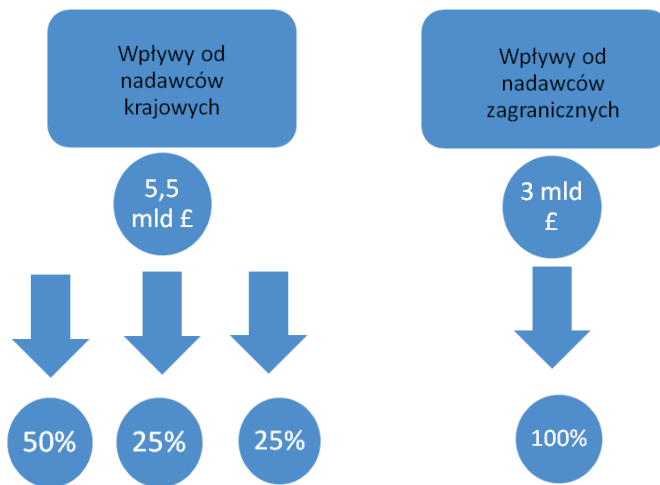 Wpływy od
nadawców
krajowych
Wpływy od
nadawców
zagranicznych
5,5
mld £
3 mld
£
50%
25%
25%
100%